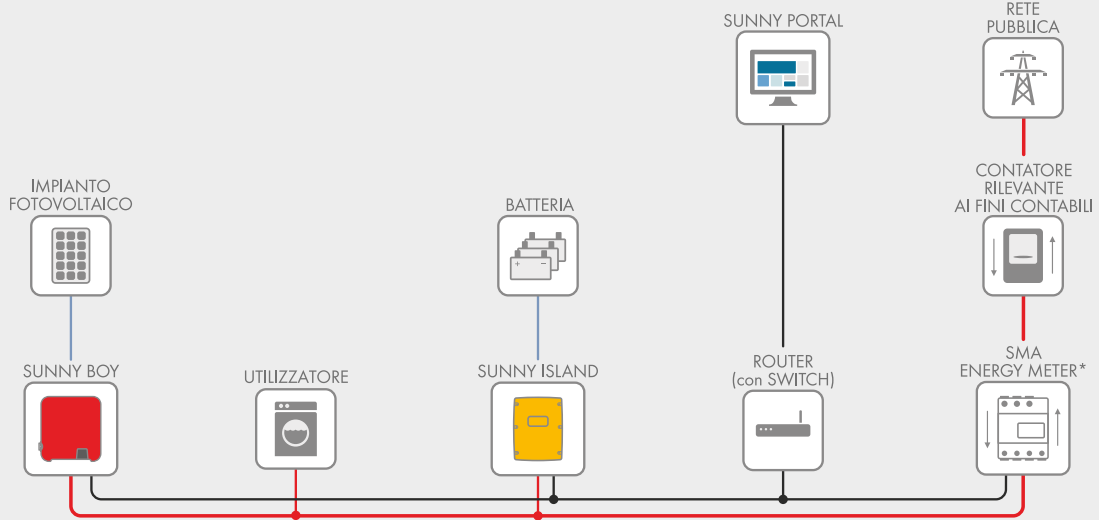 SUNNY PORTAL
RETE
PUBBLICA
CONTATORE
RILEVANTE
AI FINI CONTABILI
IMPIANTO
FOTOVOLTAICO
BATTERIA
SUNNY BOY
UTILIZZATORE
SUNNY ISLAND
ROUTER
(con SWITCH)
SMA
ENERGY METER*